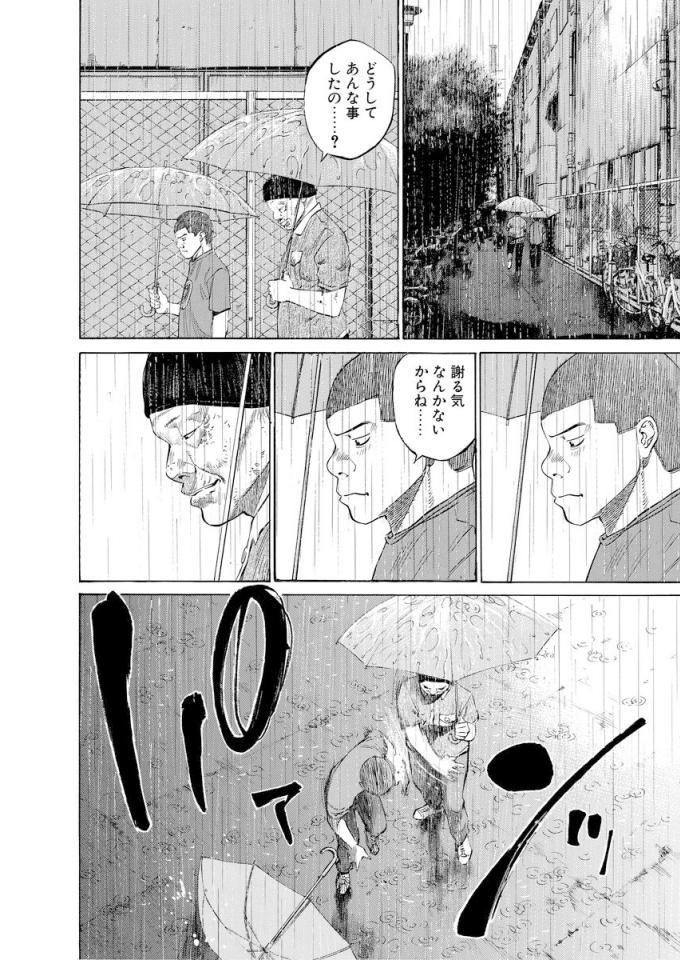 どうして
あんな事
したの……？
謝る気
なんかない
からね……
パァンッ